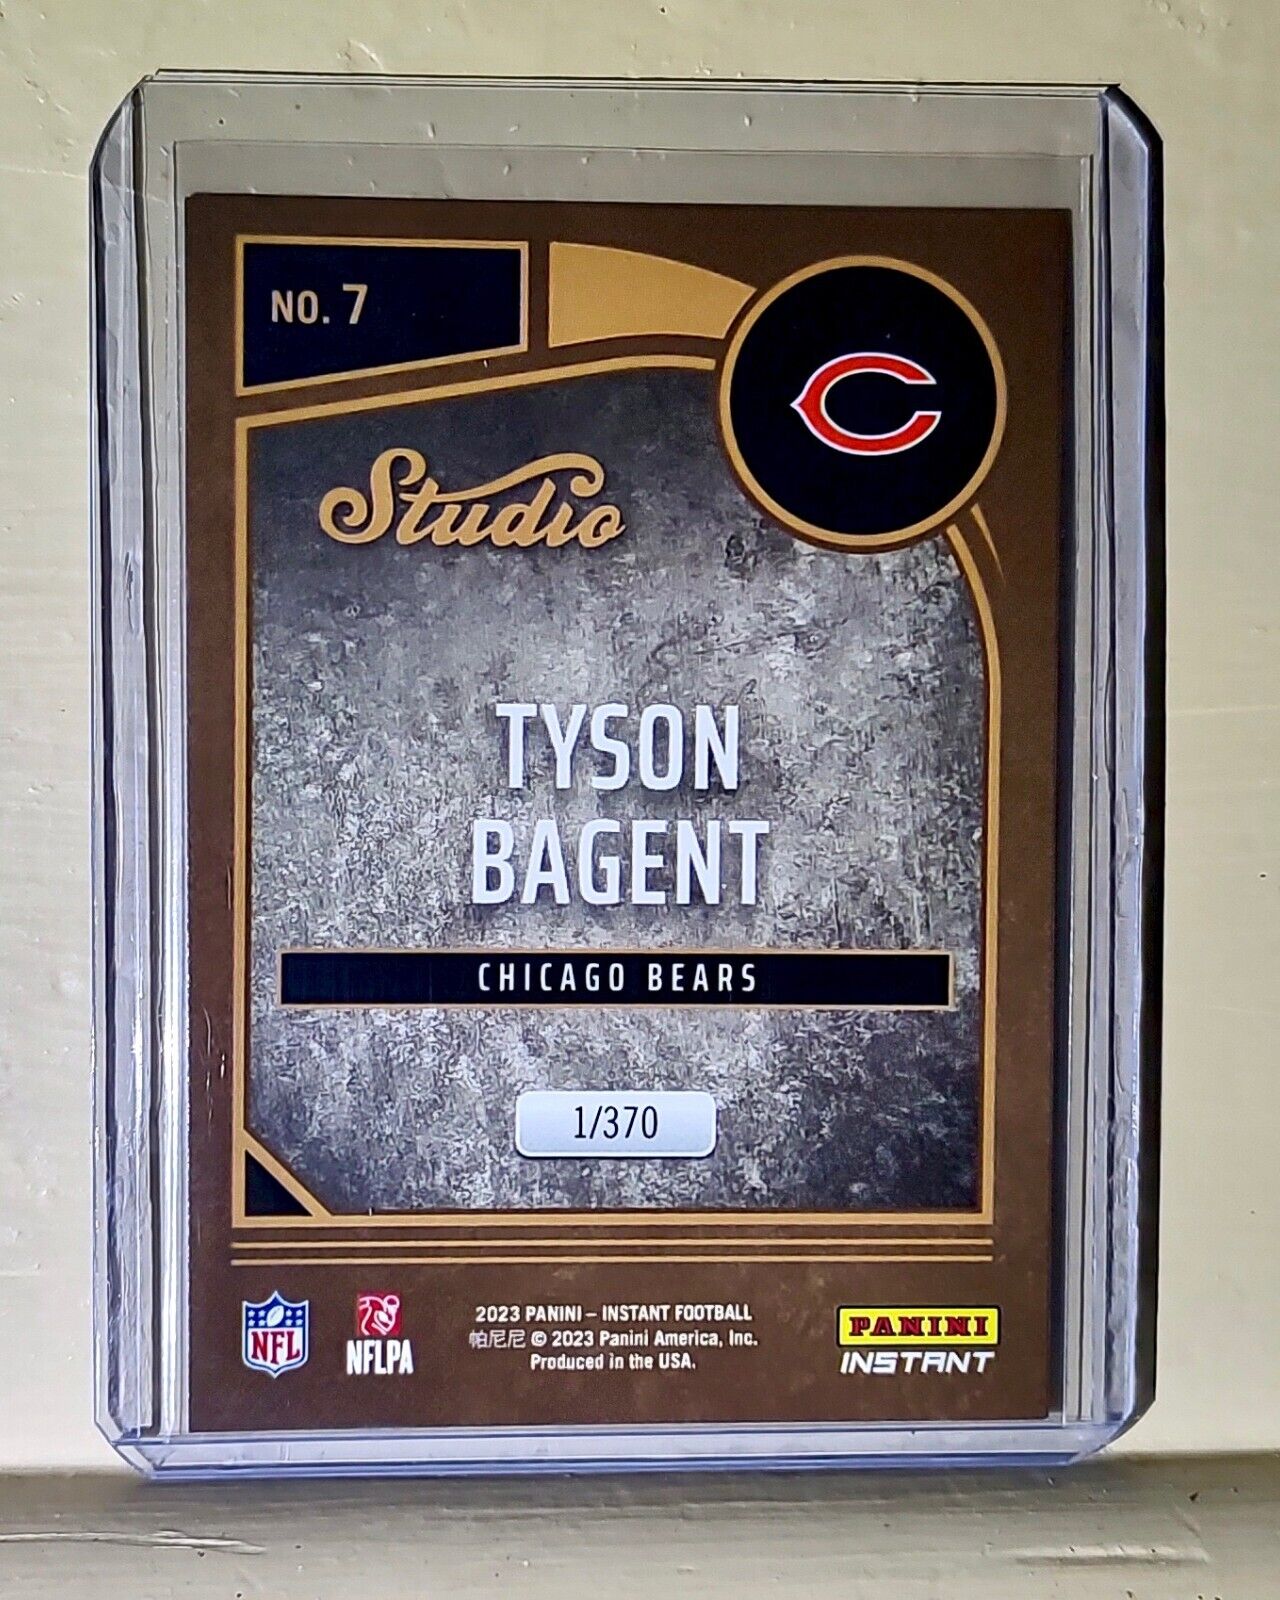 NO. 7
C
Studio
TYSON
BAGENT
CHICAGO BEARS
1/370
NFL
NFLPA
2023 PANINI – INSTANT FOOTBALL
帕尼尼 © 2023 Panini America, Inc.
Produced in the USA.
PANINI
INSTANT